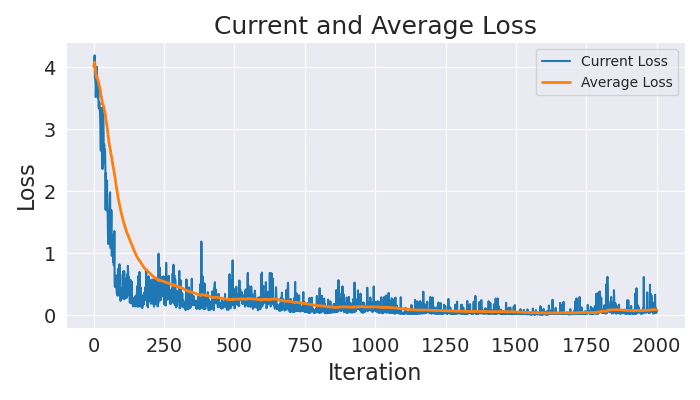 Current and Average Loss
Current Loss
Average Loss
Loss
4
3
2
1
0
0 250 500 750 1000 1250 1500 1750 2000
Iteration